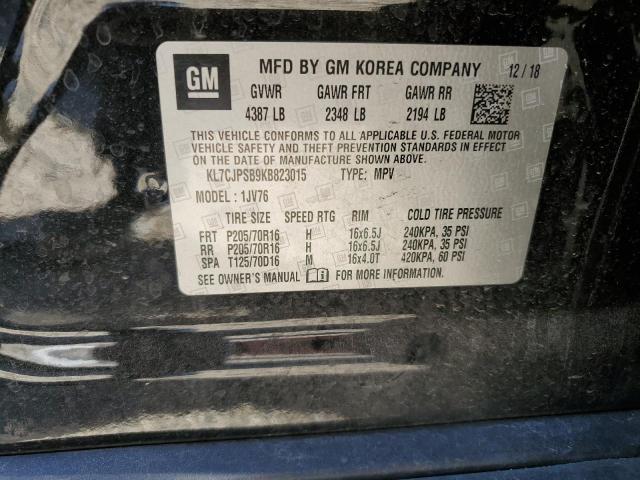 GM MFD BY GM KOREA COMPANY 12/18
GVWR GAWR FRT GAWR RR
4387 LB 2348 LB 2194 LB
THIS VEHICLE CONFORMS TO ALL APPLICABLE U.S. FEDERAL MOTOR
VEHICLE SAFETY AND THEFT PREVENTION STANDARDS IN EFFECT ON
THE DATE OF MANUFACTURE SHOWN ABOVE.
KL7CJPSB9KB823015 TYPE: MPV
MODEL: 1JV76
TIRE SIZE SPEED RTG RIM COLD TIRE PRESSURE
FRT P205/70R16 H 16x6.5J 240KPA, 35 PSI
RR P205/70R16 H 16x6.5J 240KPA, 35 PSI
SPA T125/70D16 M 16x4.0T 420KPA, 60 PSI
SEE OWNER'S MANUAL FOR MORE INFORMATION.